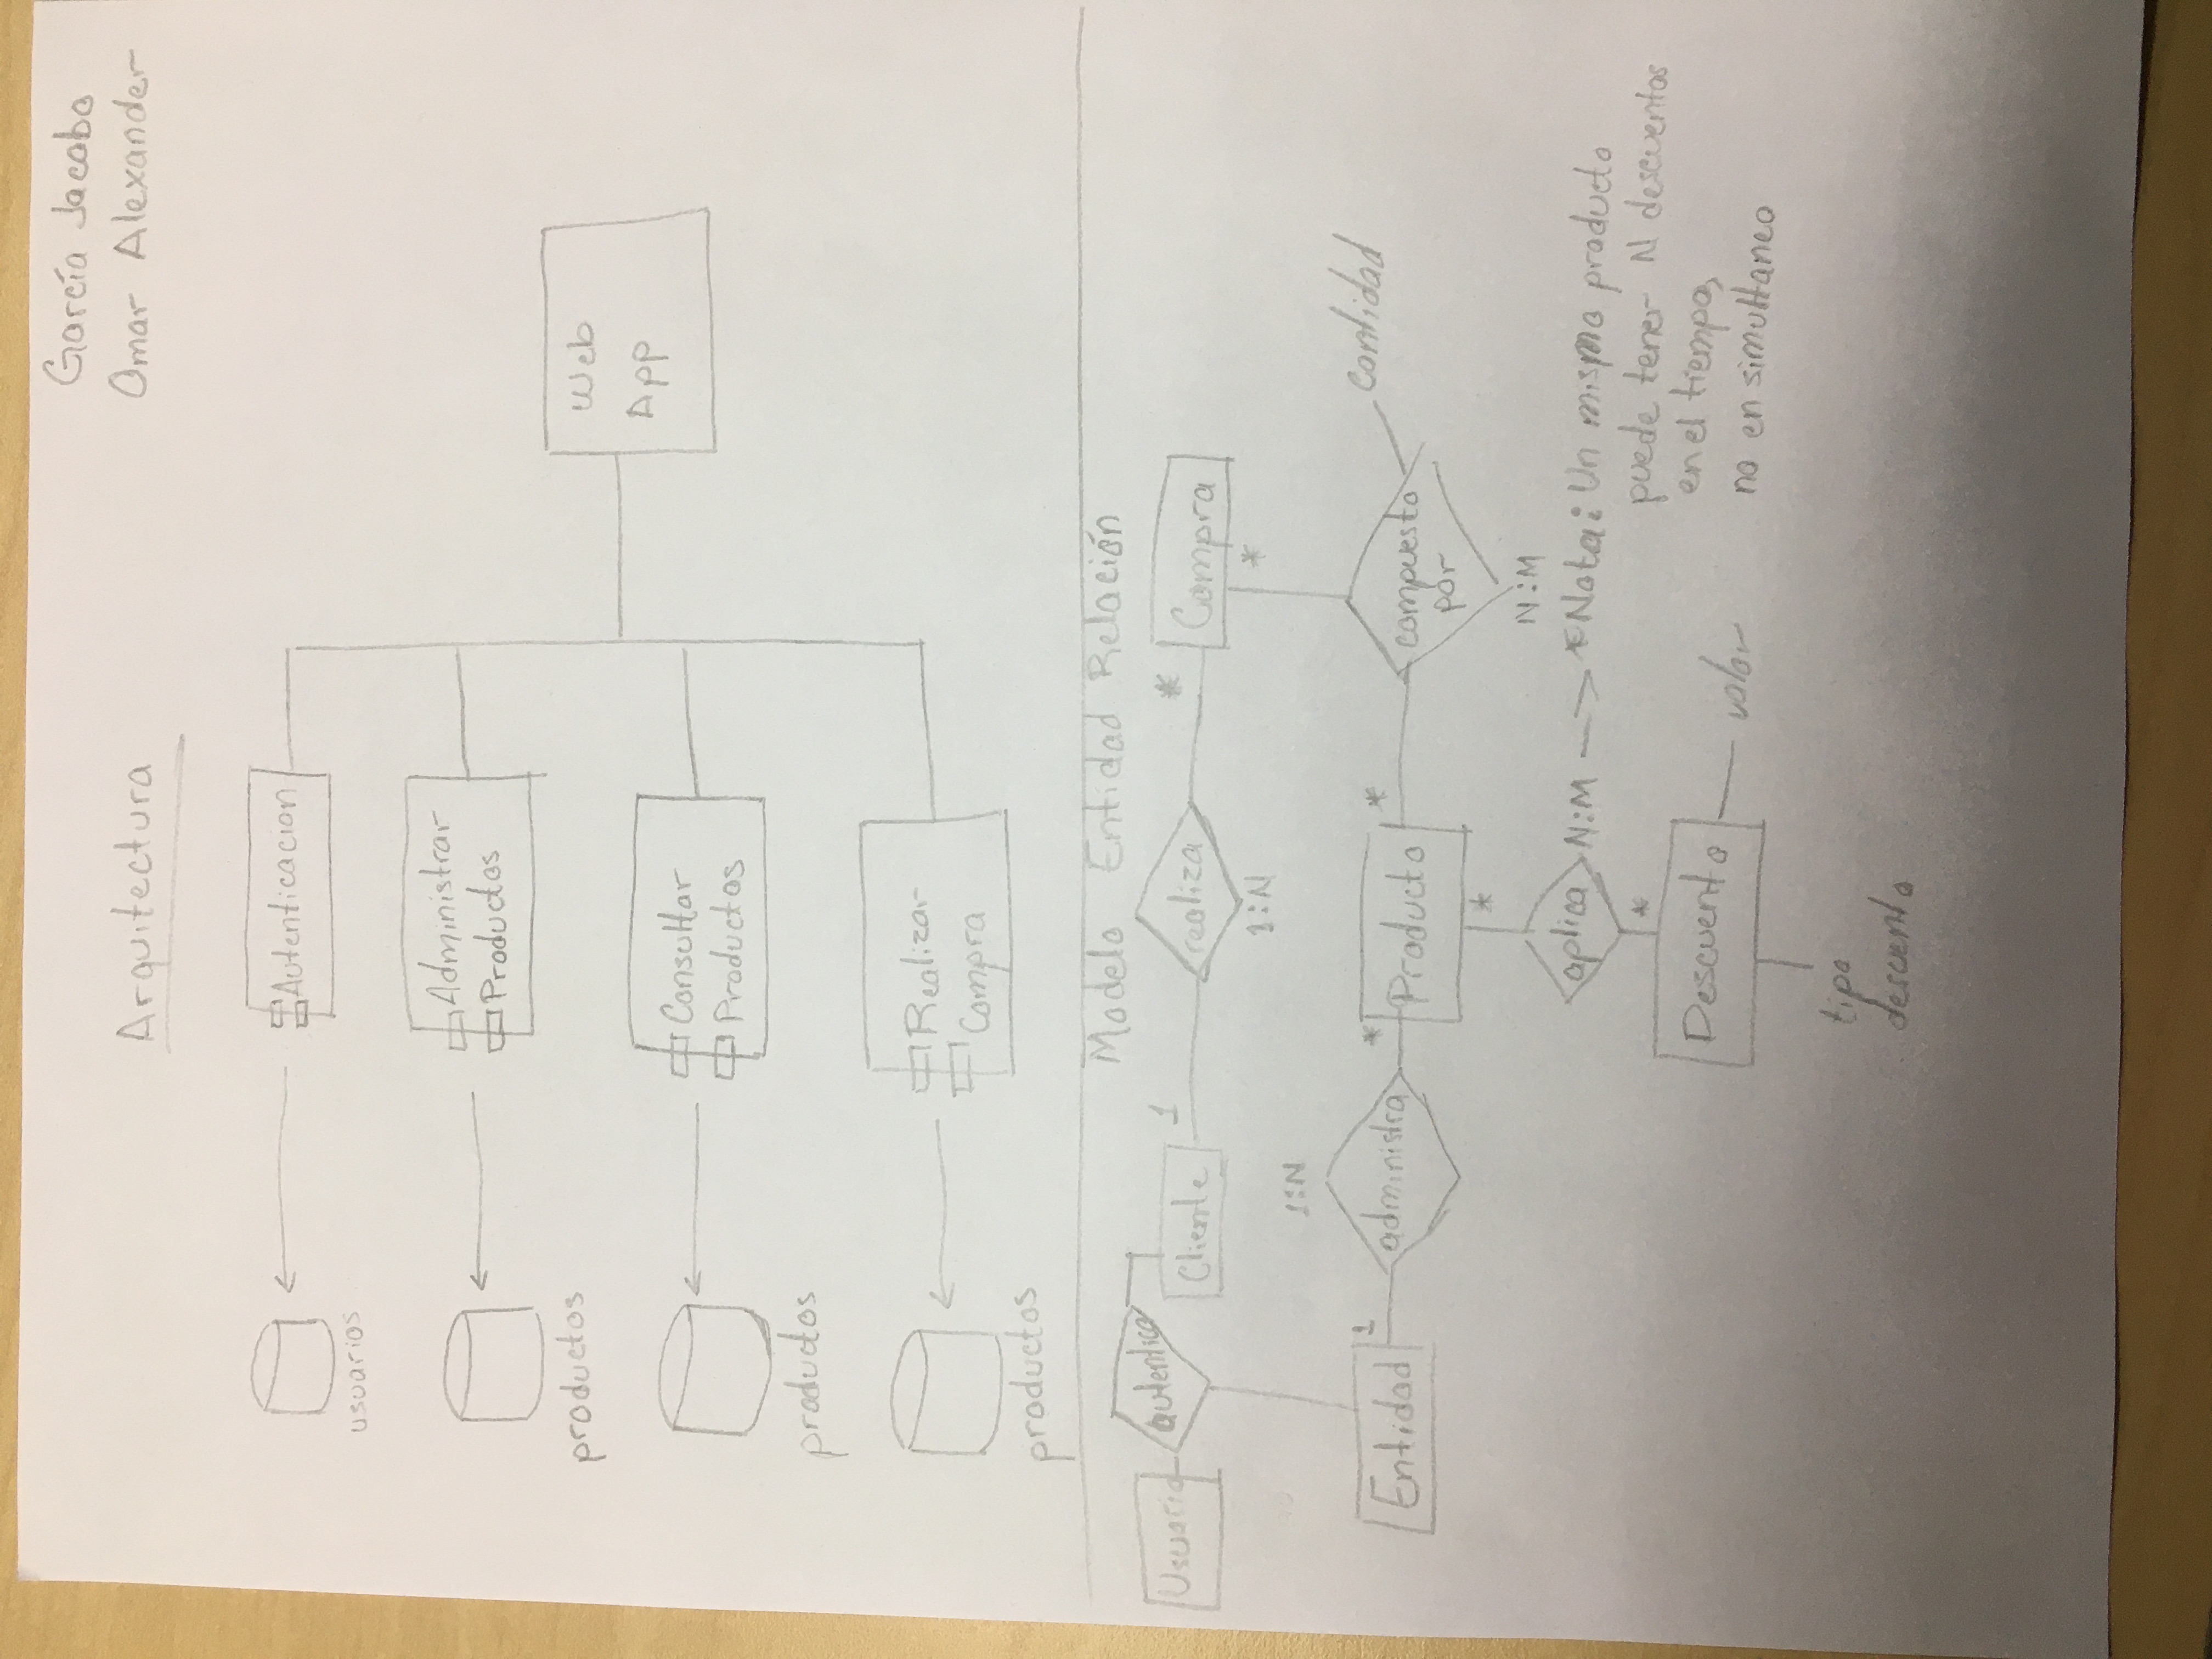 García Jacobo
Omar Alexander
Arquitectura
Autenticacion
usuarios
Administrar
Productos
productos
Web
App
Consultar
Productos
productos
Realizar
Compra
productos
Modelo Entidad Relación
Usuario
autentica
Cliente
1
realiza
*
Compra
1:N
*
1:N
Entidad
1
administra
*
Producto
*
compuesto
por
cantidad
*
N:M
aplica
N:M
*Nota: Un mismo producto
puede tener N descuentos
en el tiempo,
no en simultaneo
*
Descuento
valor
tipo
descuento